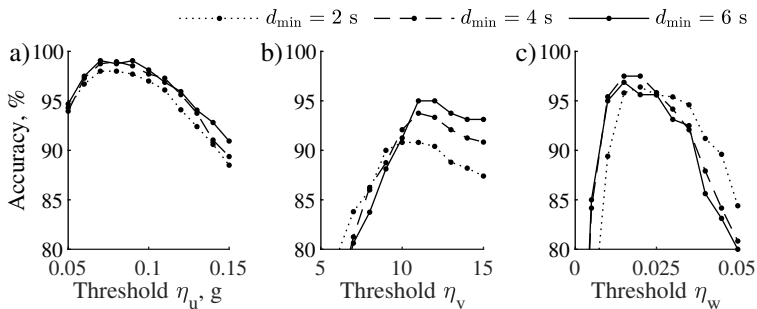 d_min = 2 s d_min = 4 s d_min = 6 s
a) b) c)
Accuracy, %
100 95 90 85 80
0.05 0.1 0.15
Threshold η_u, g
100 95 90 85 80
5 10 15
Threshold η_v
100 95 90 85 80
0 0.025 0.05
Threshold η_w